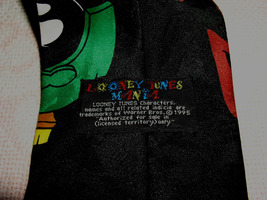 LOONEY TUNES
MANIA
LOONEY TUNES Characters,
names and all related indicia are
trademarks of Warner Bros. © 1995
"Authorized for sale in
(licensed territory) only"